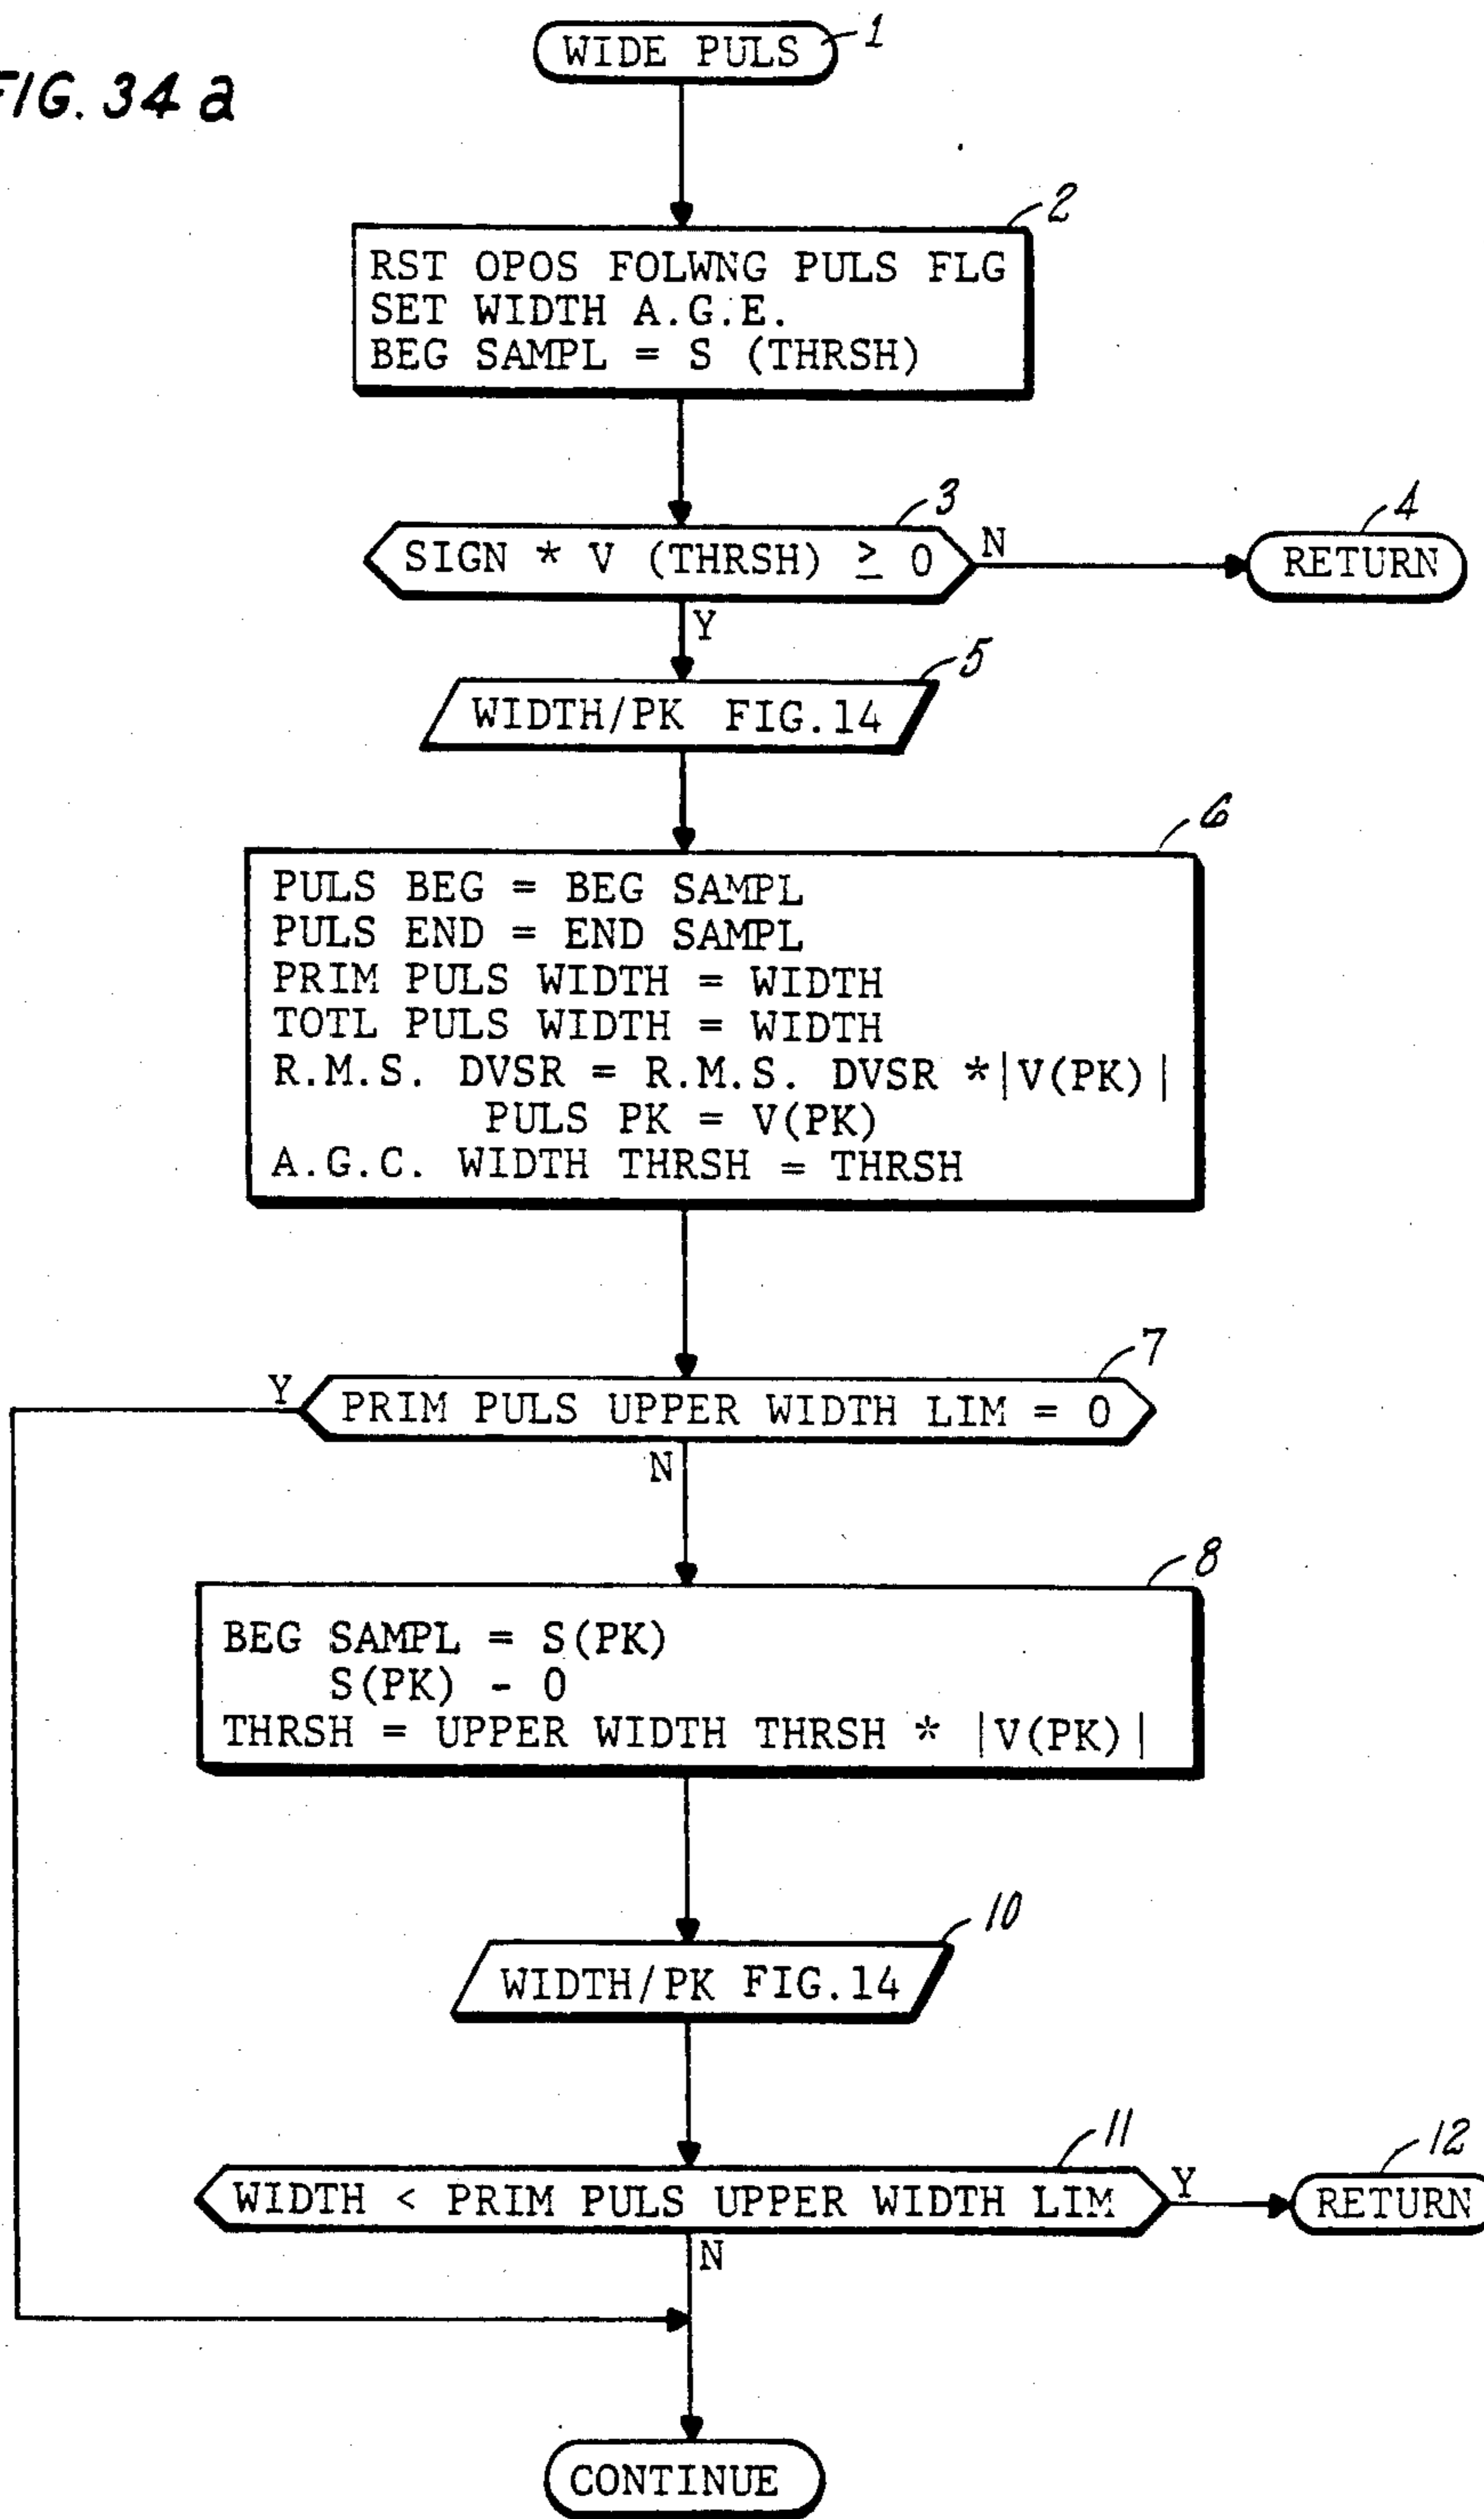 FIG. 34 a
WIDE PULS
1
2
RST OPOS FOLWNG PULS FLG
SET WIDTH A.G.E.
BEG SAMPL = S (THRSH)
3
SIGN * V (THRSH) ≥ 0
N
4
RETURN
Y
5
WIDTH/PK FIG.14
6
PULS BEG = BEG SAMPL
PULS END = END SAMPL
PRIM PULS WIDTH = WIDTH
TOTL PULS WIDTH = WIDTH
R.M.S. DVSR = R.M.S. DVSR *|V(PK)|
PULS PK = V(PK)
A.G.C. WIDTH THRSH = THRSH
7
Y
PRIM PULS UPPER WIDTH LIM = 0
N
8
BEG SAMPL = S(PK)
S(PK) - 0
THRSH = UPPER WIDTH THRSH * |V(PK)|
10
WIDTH/PK FIG.14
11
WIDTH < PRIM PULS UPPER WIDTH LIM
Y
12
RETURN
N
CONTINUE